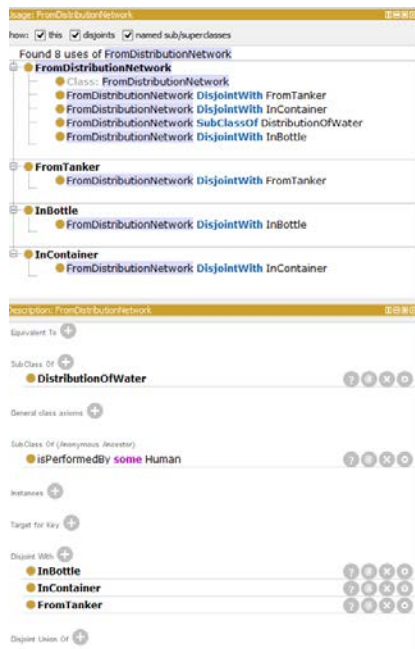 Usage: FromDistributionNetwork
how: this disjoints named sub/superclasses
Found 8 uses of FromDistributionNetwork
FromDistributionNetwork
Class: FromDistributionNetwork
FromDistributionNetwork DisjointWith FromTanker
FromDistributionNetwork DisjointWith InContainer
FromDistributionNetwork SubClassOf DistributionOfWater
FromDistributionNetwork DisjointWith InBottle
FromTanker
FromDistributionNetwork DisjointWith FromTanker
InBottle
FromDistributionNetwork DisjointWith InBottle
InContainer
FromDistributionNetwork DisjointWith InContainer
Description: FromDistributionNetwork
Equivalent To
SubClass Of
DistributionOfWater
General class axioms
SubClass Of (Anonymous Ancestor)
isPerformedBy some Human
Instances
Target for Key
Disjoint With
InBottle
InContainer
FromTanker
Disjoint Union Of